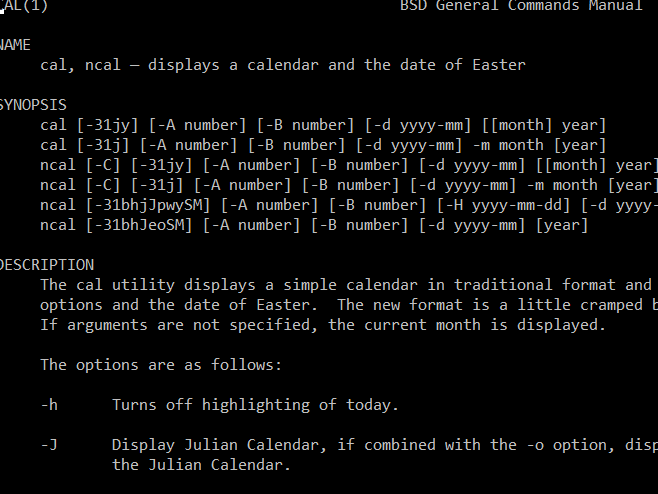 CAL(1) BSD General Commands Manual
NAME
cal, ncal — displays a calendar and the date of Easter
SYNOPSIS
cal [-31jy] [-A number] [-B number] [-d yyyy-mm] [[month] year]
cal [-31j] [-A number] [-B number] [-d yyyy-mm] -m month [year]
ncal [-C] [-31jy] [-A number] [-B number] [-d yyyy-mm] [[month] year]
ncal [-C] [-31j] [-A number] [-B number] [-d yyyy-mm] -m month [year]
ncal [-31bhjJpwySM] [-A number] [-B number] [-H yyyy-mm-dd] [-d yyyy-
ncal [-31bhJeoSM] [-A number] [-B number] [-d yyyy-mm] [year]
DESCRIPTION
The cal utility displays a simple calendar in traditional format and
options and the date of Easter.  The new format is a little cramped b
If arguments are not specified, the current month is displayed.
The options are as follows:
-h Turns off highlighting of today.
-J Display Julian Calendar, if combined with the -o option, disp
the Julian Calendar.